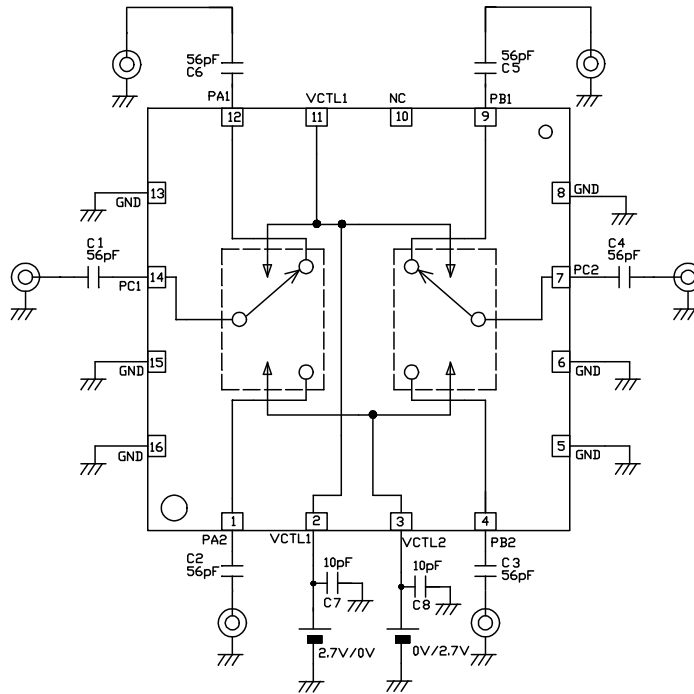 56pF
C6
56pF
C5
PA1
VCTL1
NC
PB1
12
11
10
9
13
GND
8
GND
C1
56pF
14
PC1
7
PC2
C4
56pF
15
GND
6
GND
16
GND
5
GND
1
2
3
4
PA2
VCTL1
VCTL2
PB2
C2
56pF
10pF
C7
10pF
C8
C3
56pF
2.7V/0V
0V/2.7V